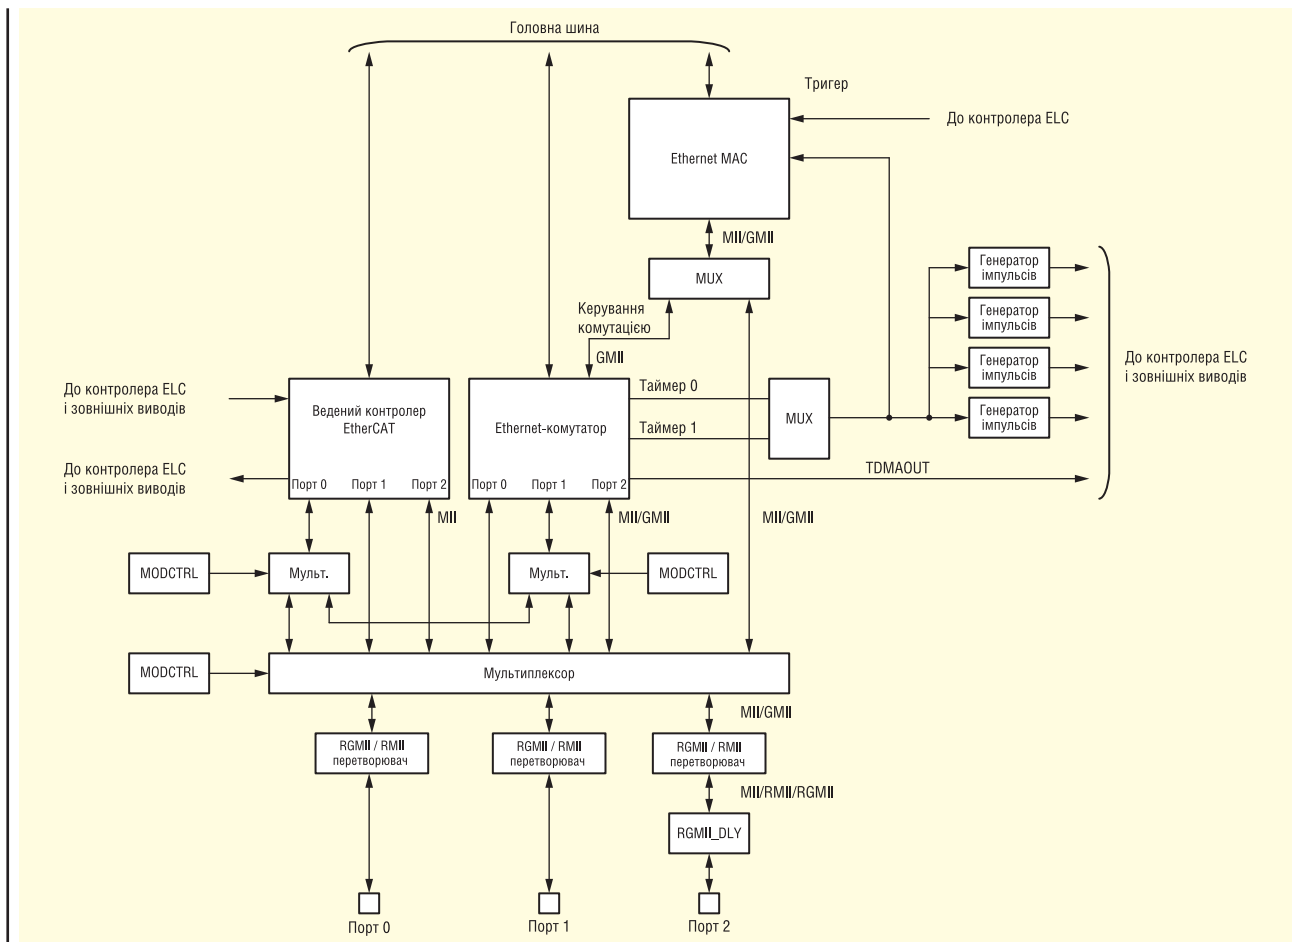 Головна шина
Тригер
До контролера ELC
Ethernet MAC
MII/GMII
MUX
Керування
комутацією
GMII
Генератор
імпульсів
Генератор
імпульсів
Генератор
імпульсів
Генератор
імпульсів
До контролера ELC
і зовнішніх виводів
До контролера ELC
і зовнішніх виводів
До контролера ELC
і зовнішніх виводів
Ведений контролер
EtherCAT
Порт 0 Порт 1 Порт 2
Ethernet-комутатор
Порт 0 Порт 1 Порт 2
Таймер 0
Таймер 1
MUX
TDMAOUT
MII
MII/GMII
MII/GMII
MODCTRL
Мульт.
Мульт.
MODCTRL
MODCTRL
Мультиплексор
MII/GMII
RGMII / RMII
перетворювач
RGMII / RMII
перетворювач
RGMII / RMII
перетворювач
MII/RMII/RGMII
RGMII_DLY
Порт 0
Порт 1
Порт 2